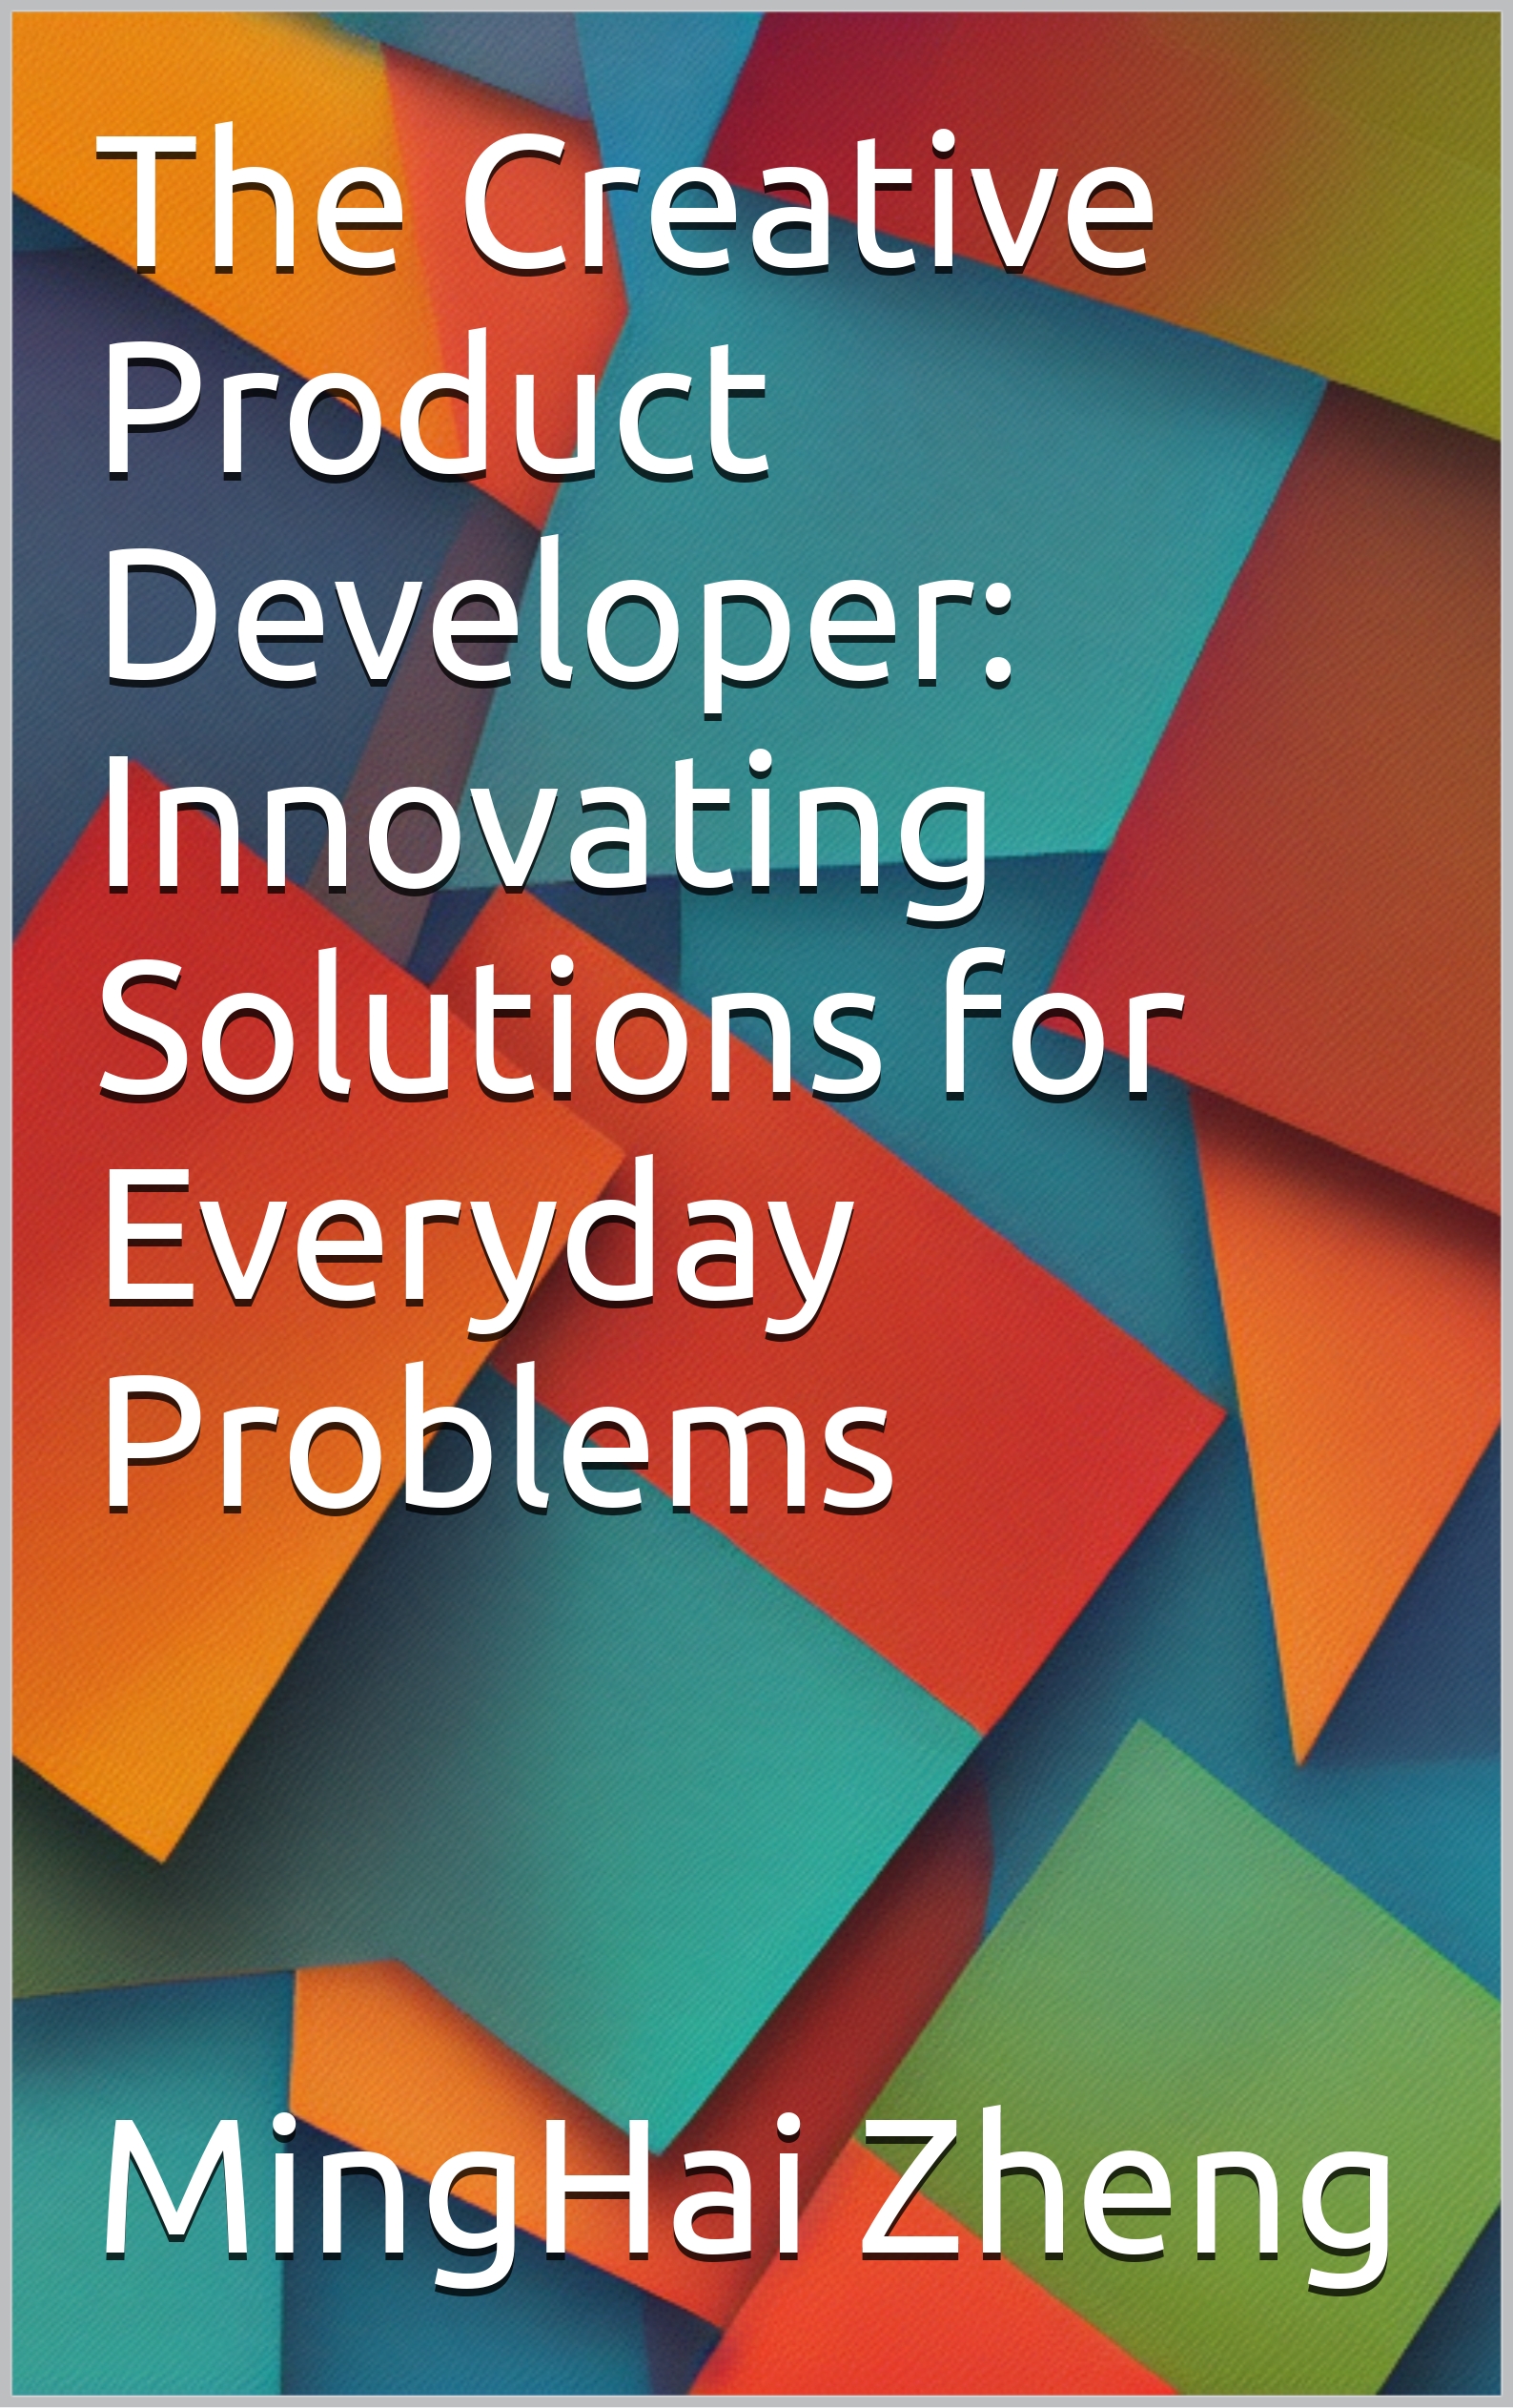 The Creative
Product
Developer:
Innovating
Solutions for
Everyday
Problems
MingHai Zheng